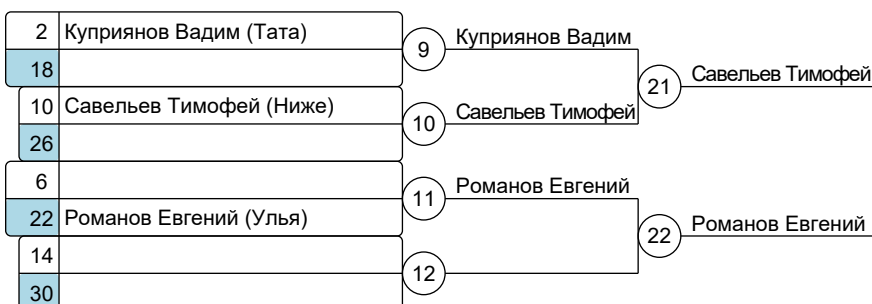 2 Куприянов Вадим (Тата)
9 Куприянов Вадим
18
21 Савельев Тимофей
10 Савельев Тимофей (Ниже)
10 Савельев Тимофей
26
6
11 Романов Евгений
22 Романов Евгений (Улья)
22 Романов Евгений
14
12
30